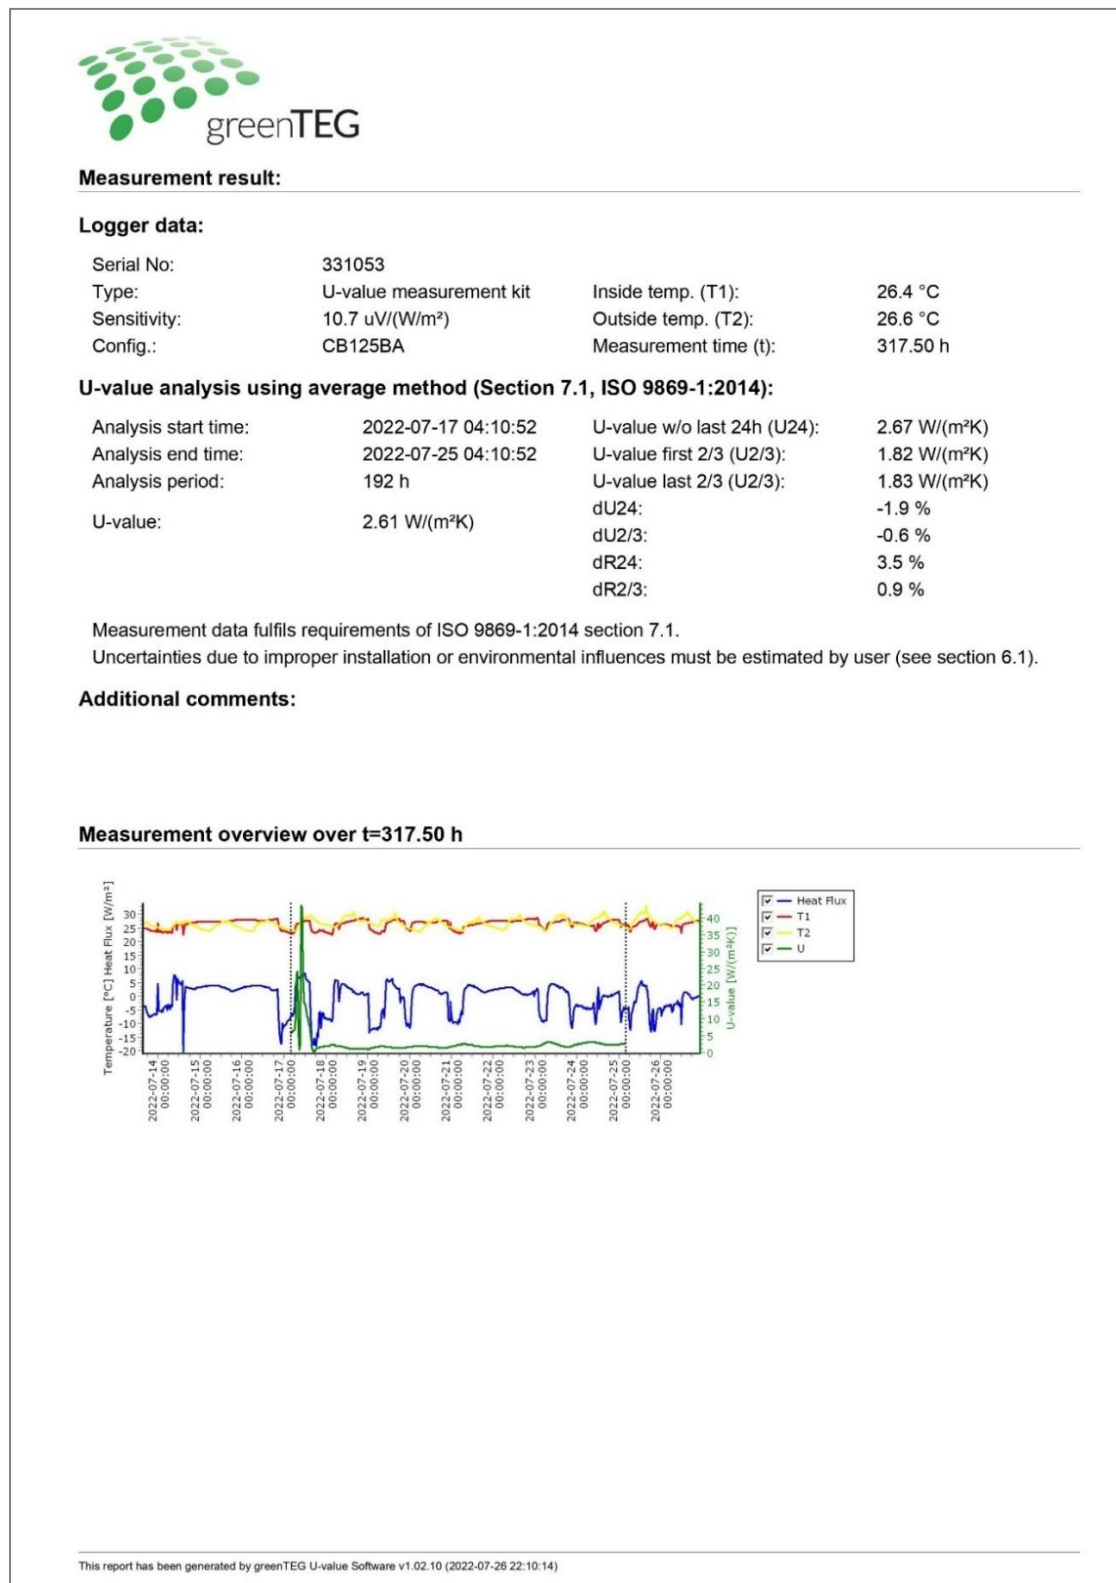 greenTEG
Measurement result:
Logger data:
Serial No: 331053
Type: U-value measurement kit Inside temp. (T1): 26.4 °C
Sensitivity: 10.7 uV/(W/m²) Outside temp. (T2): 26.6 °C
Config.: CB125BA Measurement time (t): 317.50 h
U-value analysis using average method (Section 7.1, ISO 9869-1:2014):
Analysis start time: 2022-07-17 04:10:52 U-value w/o last 24h (U24): 2.67 W/(m²K)
Analysis end time: 2022-07-25 04:10:52 U-value first 2/3 (U2/3): 1.82 W/(m²K)
Analysis period: 192 h U-value last 2/3 (U2/3): 1.83 W/(m²K)
U-value: 2.61 W/(m²K)
dU24: -1.9 %
dU2/3: -0.6 %
dR24: 3.5 %
dR2/3: 0.9 %
Measurement data fulfils requirements of ISO 9869-1:2014 section 7.1.
Uncertainties due to improper installation or environmental influences must be estimated by user (see section 6.1).
Additional comments:
Measurement overview over t=317.50 h
Temperature [°C] Heat Flux [W/m²]
30
25
20
15
10
5
0
-5
-10
-15
-20
40
35
30
25
20
15
10
5
0
U-value [W/(m²K)]
Heat Flux
T1
T2
U
2022-07-14 00:00:00
2022-07-15 00:00:00
2022-07-16 00:00:00
2022-07-17 00:00:00
2022-07-18 00:00:00
2022-07-19 00:00:00
2022-07-20 00:00:00
2022-07-21 00:00:00
2022-07-22 00:00:00
2022-07-23 00:00:00
2022-07-24 00:00:00
2022-07-25 00:00:00
2022-07-26 00:00:00
This report has been generated by greenTEG U-value Software v1.02.10 (2022-07-26 22:10:14)